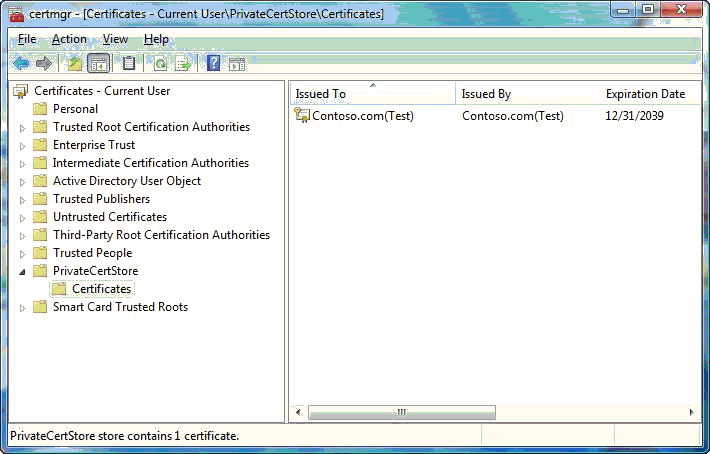 certmgr - [Certificates - Current User\PrivateCertStore\Certificates]
File Action View Help
Certificates - Current User
Personal
Trusted Root Certification Authorities
Enterprise Trust
Intermediate Certification Authorities
Active Directory User Object
Trusted Publishers
Untrusted Certificates
Third-Party Root Certification Authorities
Trusted People
PrivateCertStore
Certificates
Smart Card Trusted Roots
Issued To Issued By Expiration Date
Contoso.com(Test) Contoso.com(Test) 12/31/2039
PrivateCertStore store contains 1 certificate.